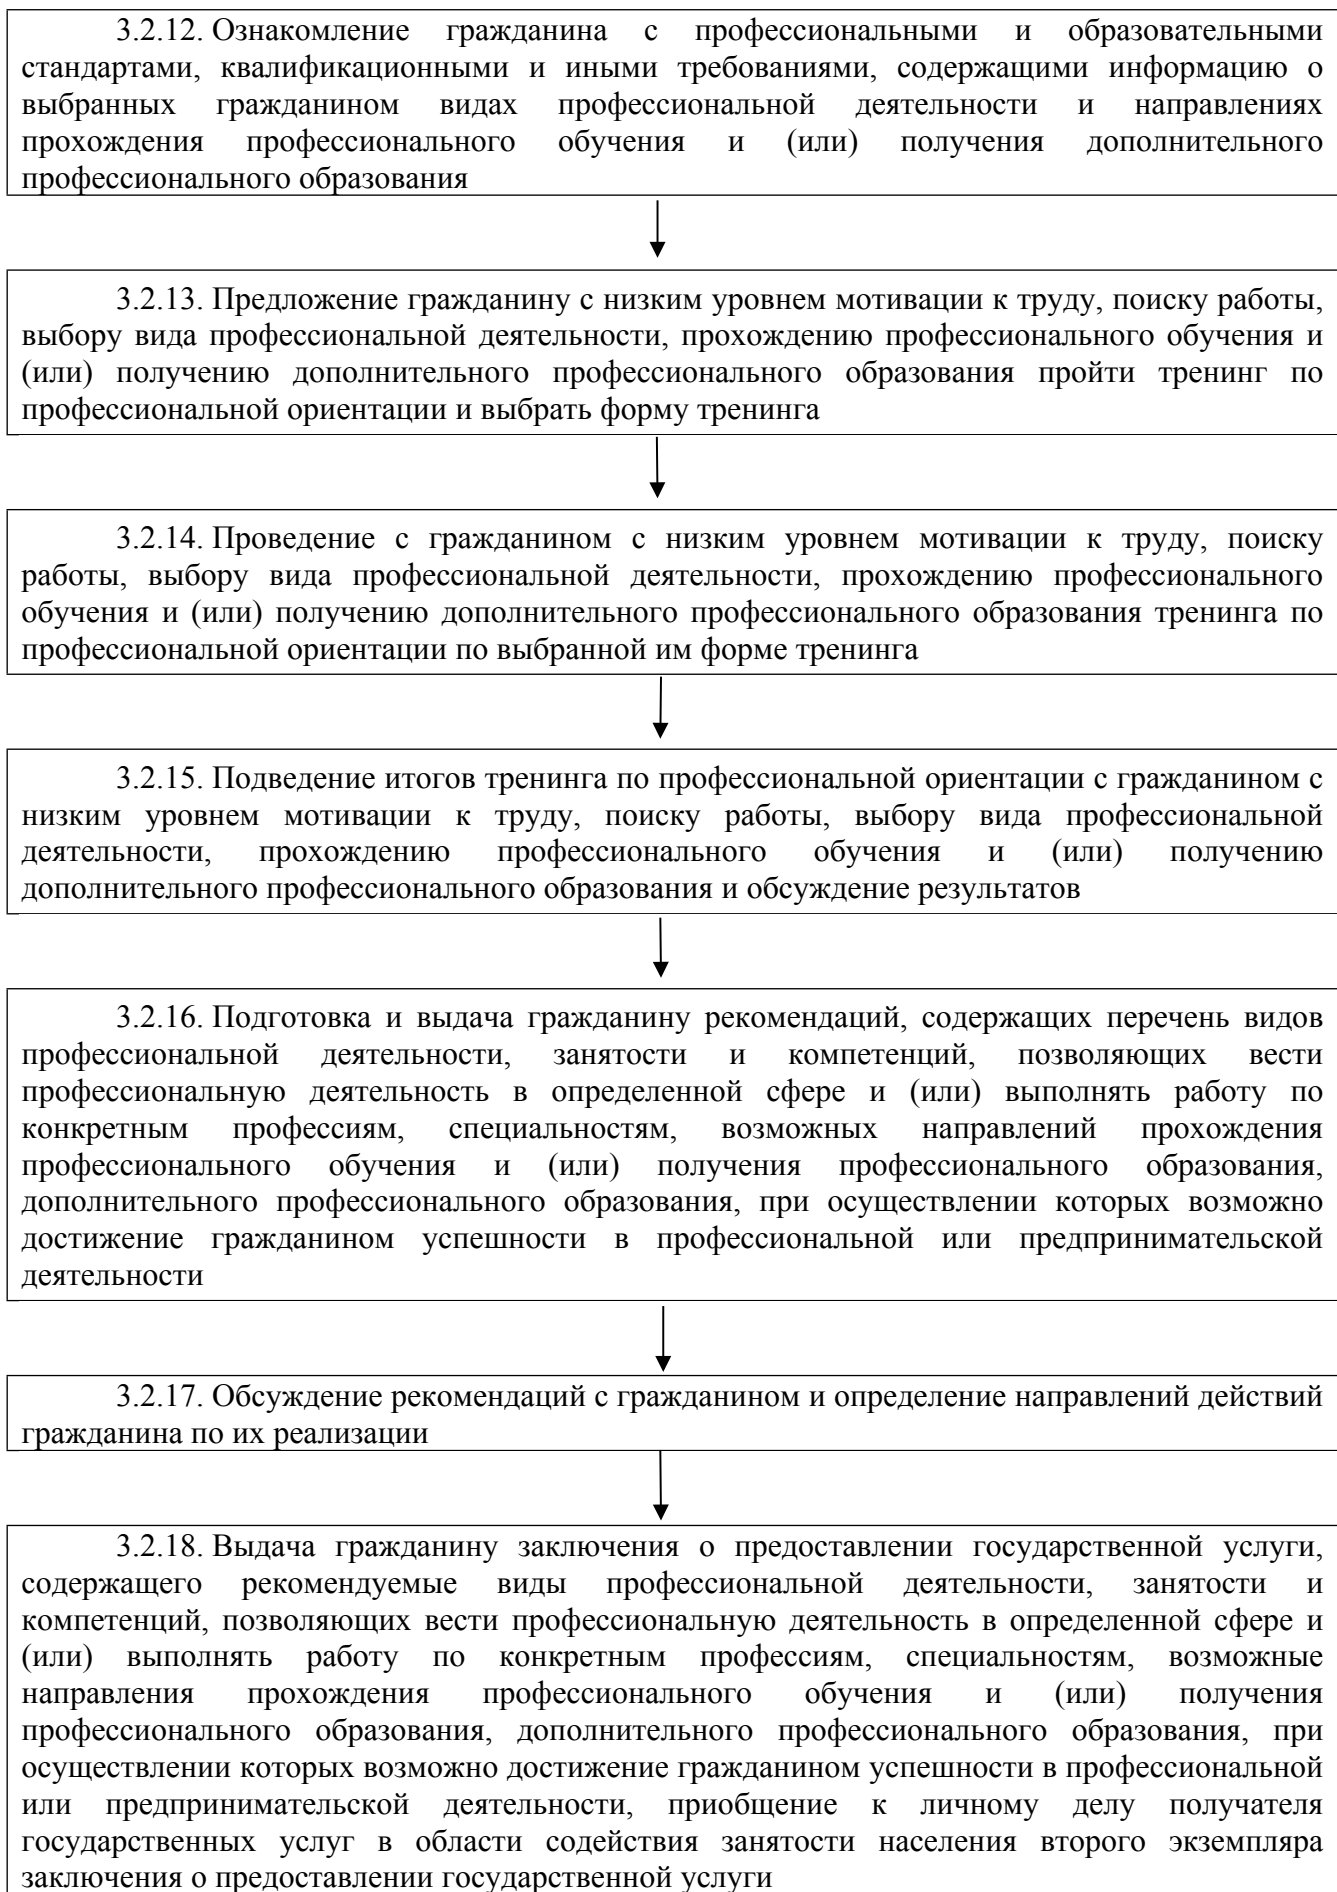 3.2.12. Ознакомление гражданина с профессиональными и образовательными
стандартами, квалификационными и иными требованиями, содержащими информацию о
выбранных гражданином видах профессиональной деятельности и направлениях
прохождения профессионального обучения и (или) получения дополнительного
профессионального образования
3.2.13. Предложение гражданину с низким уровнем мотивации к труду, поиску работы,
выбору вида профессиональной деятельности, прохождению профессионального обучения и
(или) получению дополнительного профессионального образования пройти тренинг по
профессиональной ориентации и выбрать форму тренинга
3.2.14. Проведение с гражданином с низким уровнем мотивации к труду, поиску
работы, выбору вида профессиональной деятельности, прохождению профессионального
обучения и (или) получению дополнительного профессионального образования тренинга по
профессиональной ориентации по выбранной им форме тренинга
3.2.15. Подведение итогов тренинга по профессиональной ориентации с гражданином с
низким уровнем мотивации к труду, поиску работы, выбору вида профессиональной
деятельности, прохождению профессионального обучения и (или) получению
дополнительного профессионального образования и обсуждение результатов
3.2.16. Подготовка и выдача гражданину рекомендаций, содержащих перечень видов
профессиональной деятельности, занятости и компетенций, позволяющих вести
профессиональную деятельность в определенной сфере и (или) выполнять работу по
конкретным профессиям, специальностям, возможных направлений прохождения
профессионального обучения и (или) получения профессионального образования,
дополнительного профессионального образования, при осуществлении которых возможно
достижение гражданином успешности в профессиональной или предпринимательской
деятельности
3.2.17. Обсуждение рекомендаций с гражданином и определение направлений действий
гражданина по их реализации
3.2.18. Выдача гражданину заключения о предоставлении государственной услуги,
содержащего рекомендуемые виды профессиональной деятельности, занятости и
компетенций, позволяющих вести профессиональную деятельность в определенной сфере и
(или) выполнять работу по конкретным профессиям, специальностям, возможные
направления прохождения профессионального обучения и (или) получения
профессионального образования, дополнительного профессионального образования, при
осуществлении которых возможно достижение гражданином успешности в профессиональной
или предпринимательской деятельности, приобщение к личному делу получателя
государственных услуг в области содействия занятости населения второго экземпляра
заключения о предоставлении государственной услуги